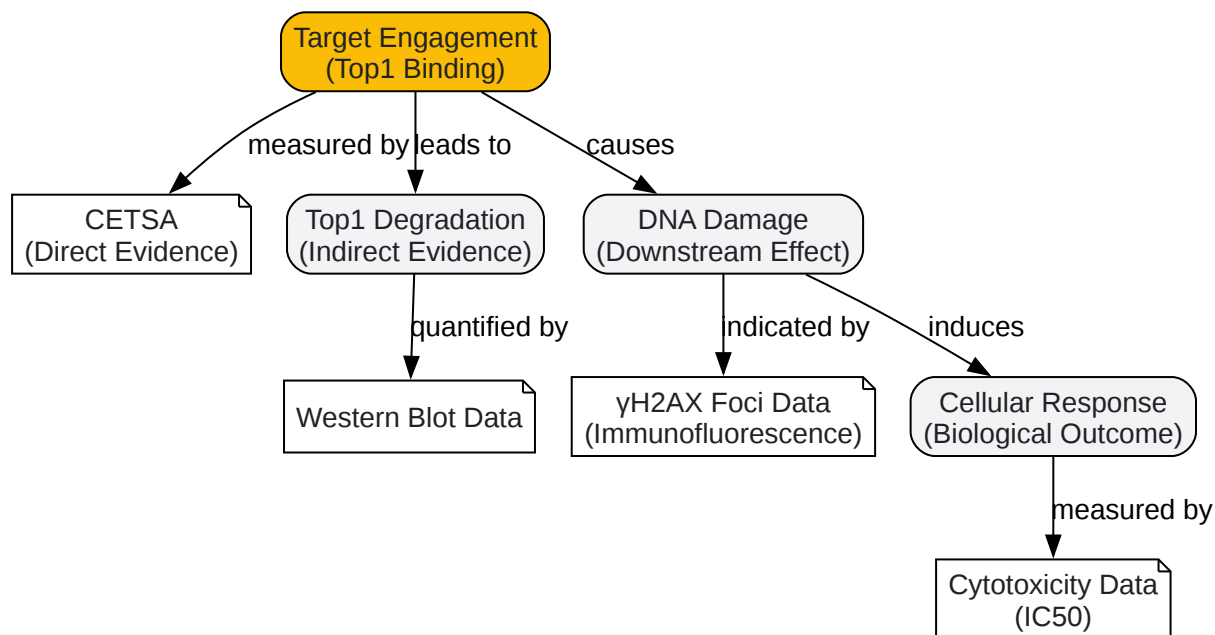 Target Engagement
(Top1 Binding)
measured by
leads to
causes
CETSA
(Direct Evidence)
Top1 Degradation
(Indirect Evidence)
DNA Damage
(Downstream Effect)
quantified by
indicated by
induces
Western Blot Data
γH2AX Foci Data
(Immunofluorescence)
Cellular Response
(Biological Outcome)
measured by
Cytotoxicity Data
(IC50)